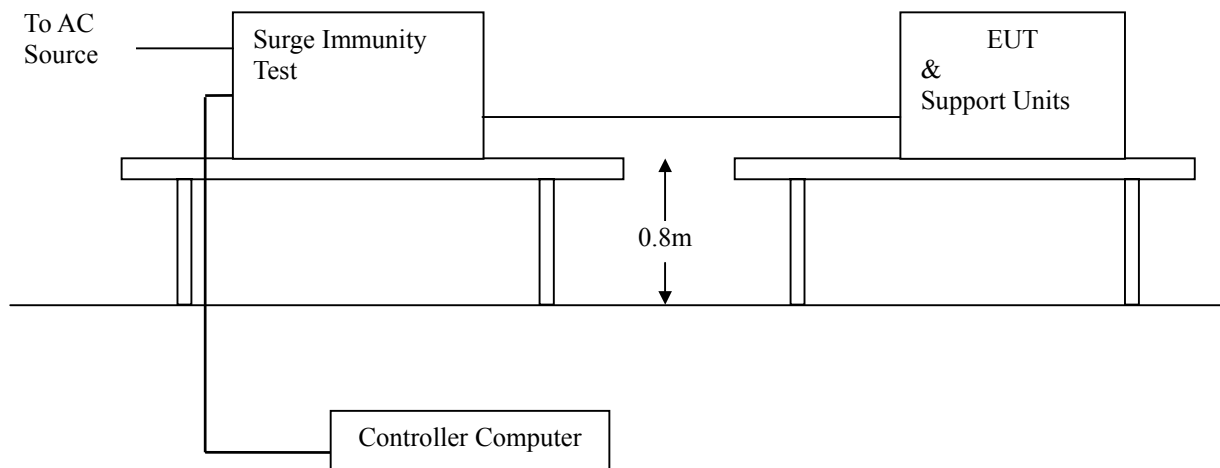 To AC
Source
Surge Immunity
Test
EUT
&
Support Units
0.8m
Controller Computer